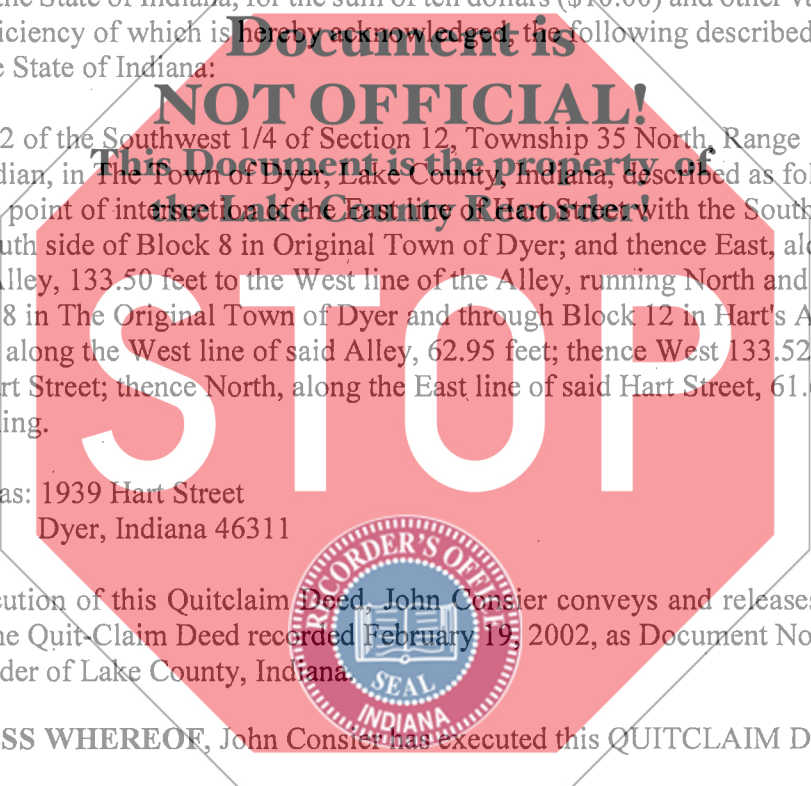 the State of Indiana, for the sum of ten dollars ($10.00) and other va
ficiency of which is hereby acknowledged, the following described
e State of Indiana:
Document is
NOT OFFICIAL!
This Document is the property of
the Lake County Recorder!
2 of the Southwest 1/4 of Section 12, Township 35 North, Range
dian, in The Town of Dyer, Lake County, Indiana, described as fol
point of intersection of the East line of Hart Street with the South
uth side of Block 8 in Original Town of Dyer; and thence East, alo
Alley, 133.50 feet to the West line of the Alley, running North and
8 in The Original Town of Dyer and through Block 12 in Hart's A
along the West line of said Alley, 62.95 feet; thence West 133.52
rt Street; thence North, along the East line of said Hart Street, 61.
ing.
STOP
as: 1939 Hart Street
Dyer, Indiana 46311
cution of this Quitclaim Deed, John Consier conveys and releases
he Quit-Claim Deed recorded February 19, 2002, as Document No
rder of Lake County, Indiana.
RECORDER'S OFFICE
SEAL
INDIANA
SS WHEREOF, John Consier has executed this QUITCLAIM D